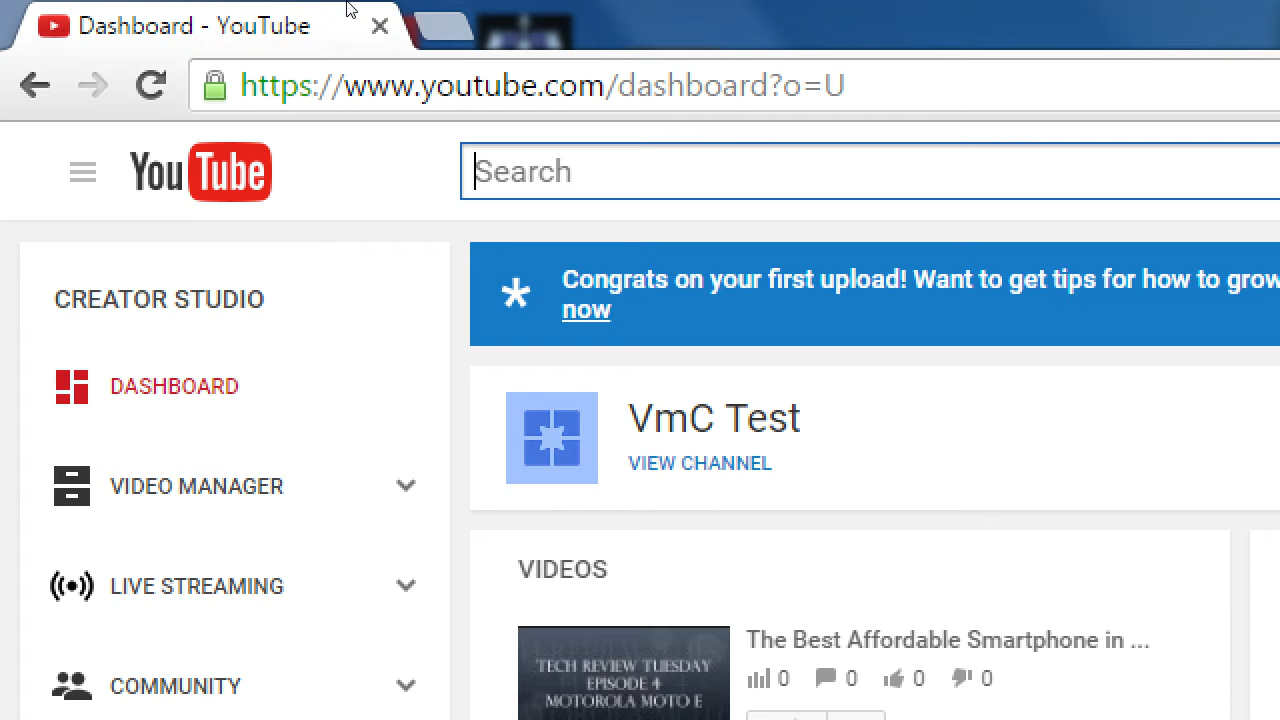 Dashboard - YouTube
https://www.youtube.com/dashboard?o=U
YouTube
Search
CREATOR STUDIO
Congrats on your first upload! Want to get tips for how to grow
now
DASHBOARD
VmC Test
VIEW CHANNEL
VIDEO MANAGER
VIDEOS
LIVE STREAMING
The Best Affordable Smartphone in ...
0 0 0 0
TECH REVIEW TUESDAY
EPISODE 4
MOTOROLA MOTO E
COMMUNITY